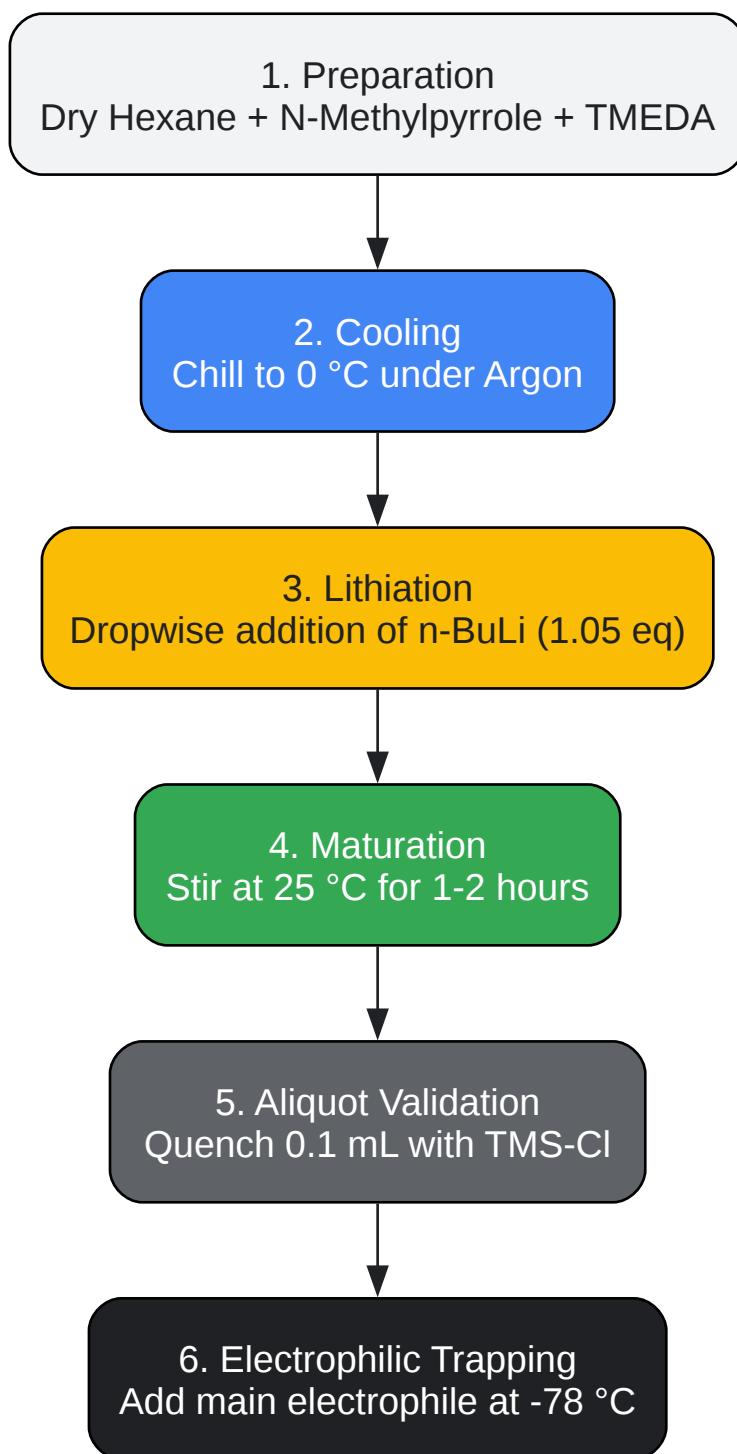 1. Preparation
Dry Hexane + N-Methylpyrrole + TMEDA
2. Cooling
Chill to 0 °C under Argon
3. Lithiation
Dropwise addition of n-BuLi (1.05 eq)
4. Maturation
Stir at 25 °C for 1-2 hours
5. Aliquot Validation
Quench 0.1 mL with TMS-Cl
6. Electrophilic Trapping
Add main electrophile at -78 °C